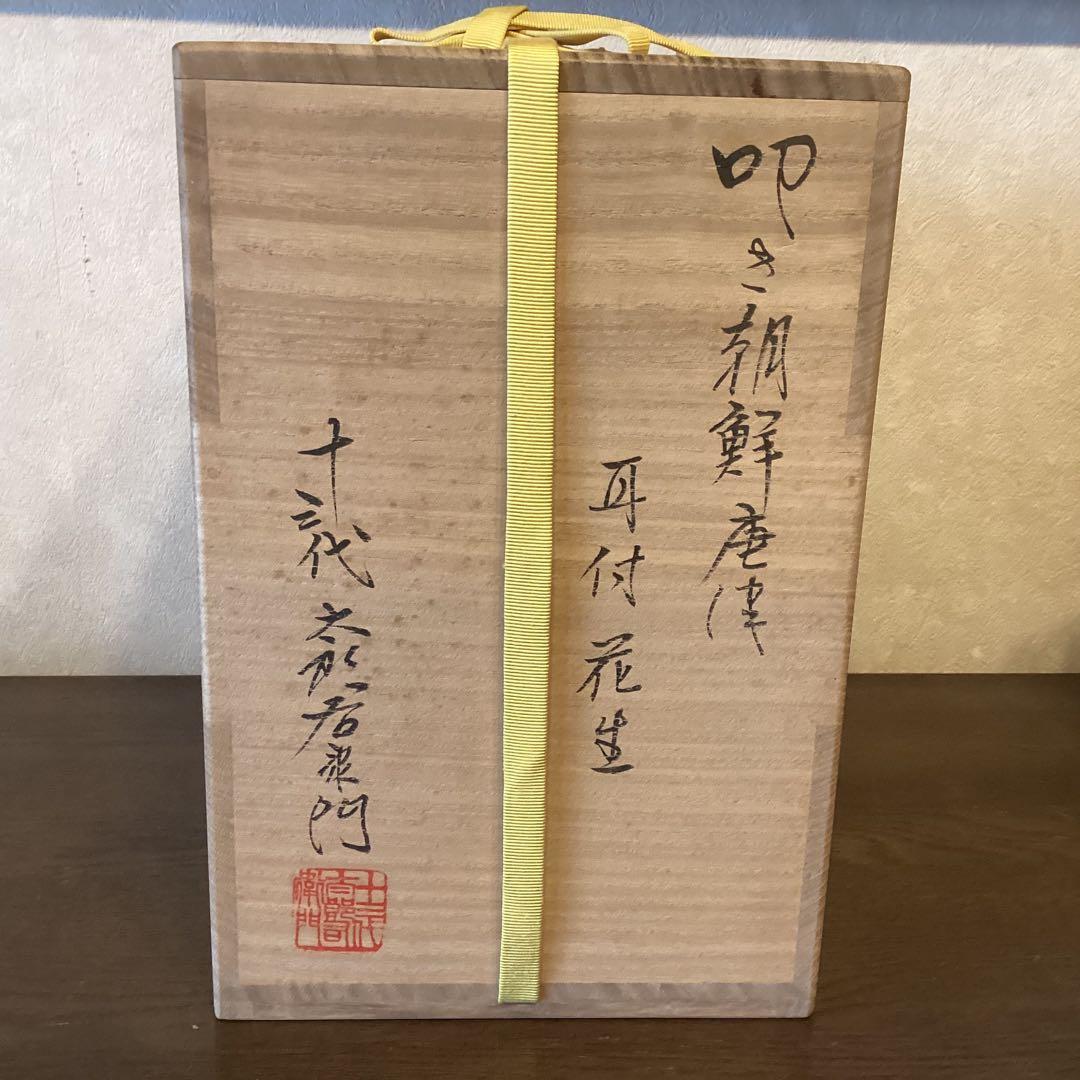 叩き朝鮮唐津
耳付花生
十三代 太郎右衛門